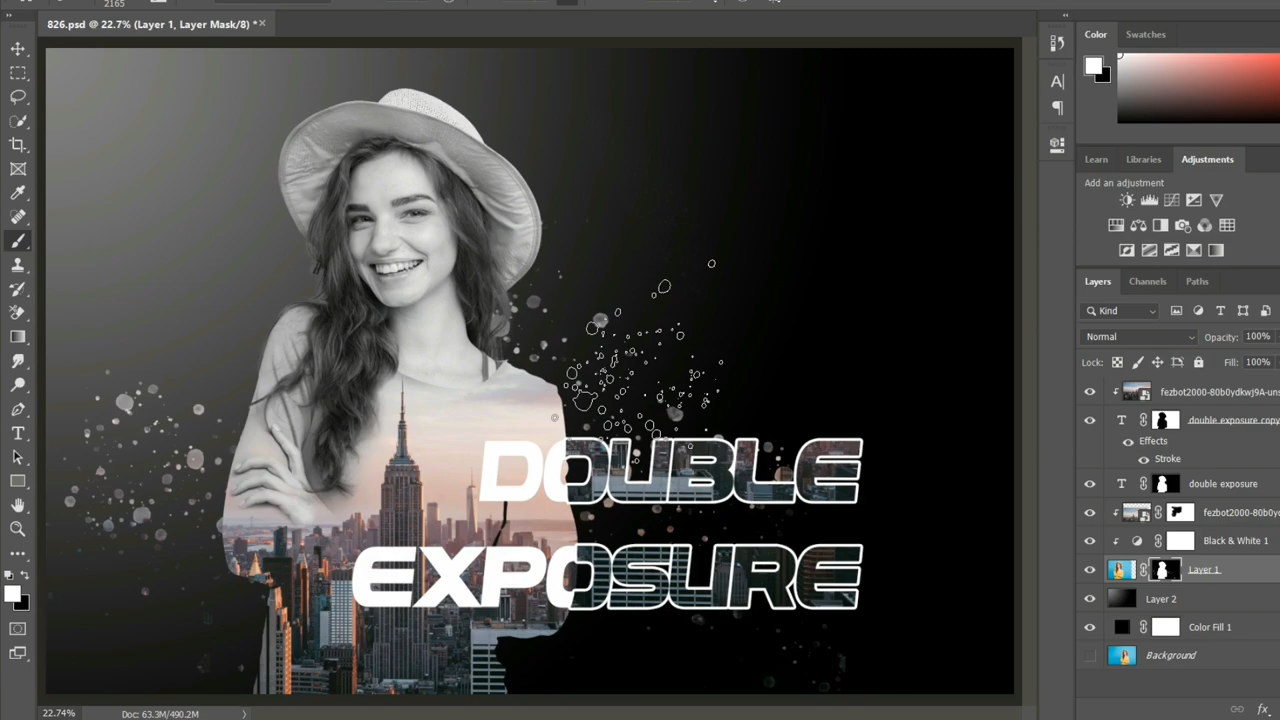 2165
826.psd @ 22.7% (Layer 1, Layer Mask/8) *
Color
Swatches
Learn
Libraries
Adjustments
Add an adjustment
Layers
Channels
Paths
Kind
Normal
Opacity: 100%
Lock:
Fill: 100%
fezbot2000-80b0ydkwj9A-uns
T double exposure copy
Effects
Stroke
T double exposure
fezbot2000-80b0yd
Black & White 1
Layer 1
Layer 2
Color Fill 1
Background
fx
DOUBLE
EXPOSURE
22.74%
Doc: 63.3M/490.2M